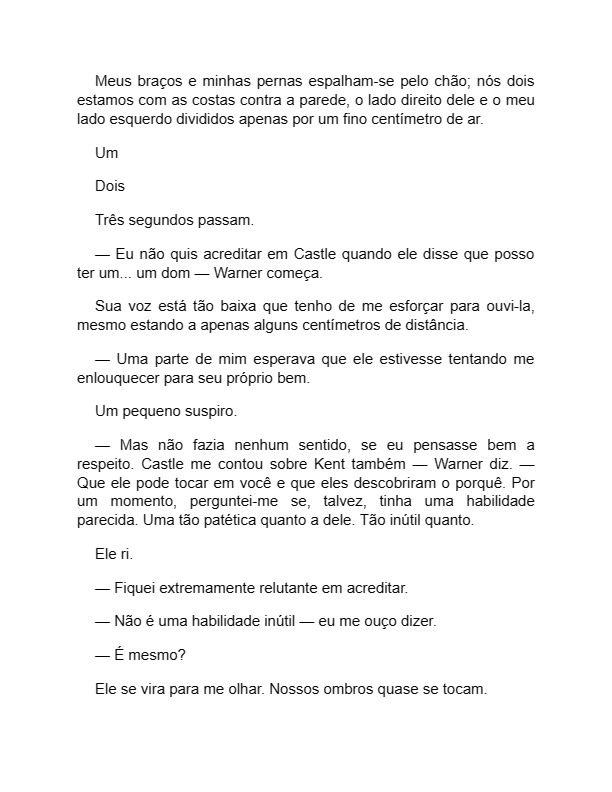 Meus braços e minhas pernas espalham-se pelo chão; nós dois
estamos com as costas contra a parede, o lado direito dele e o meu
lado esquerdo divididos apenas por um fino centímetro de ar.
Um
Dois
Três segundos passam.
— Eu não quis acreditar em Castle quando ele disse que posso
ter um... um dom — Warner começa.
Sua voz está tão baixa que tenho de me esforçar para ouvi-la,
mesmo estando a apenas alguns centímetros de distância.
— Uma parte de mim esperava que ele estivesse tentando me
enlouquecer para seu próprio bem.
Um pequeno suspiro.
— Mas não fazia nenhum sentido, se eu pensasse bem a
respeito. Castle me contou sobre Kent também — Warner diz. —
Que ele pode tocar em você e que eles descobriram o porquê. Por
um momento, perguntei-me se, talvez, tinha uma habilidade
parecida. Uma tão patética quanto a dele. Tão inútil quanto.
Ele ri.
— Fiquei extremamente relutante em acreditar.
— Não é uma habilidade inútil — eu me ouço dizer.
— É mesmo?
Ele se vira para me olhar. Nossos ombros quase se tocam.